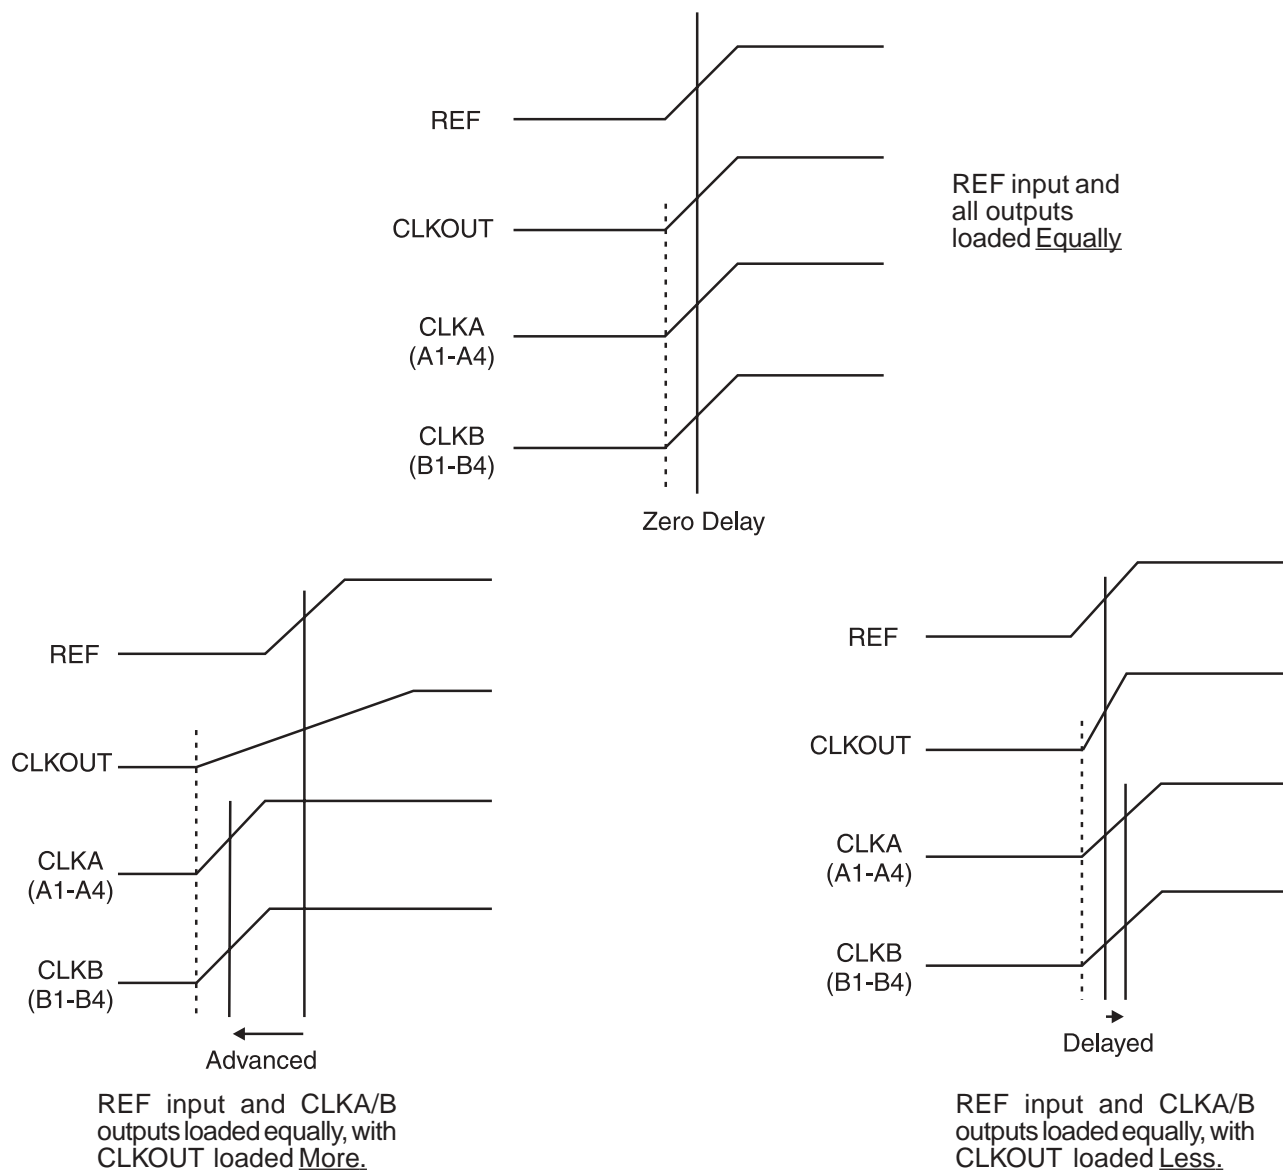 REF
CLKOUT
CLKA
(A1-A4)
CLKB
(B1-B4)
Zero Delay
REF input and
all outputs
loaded Equally
REF
CLKOUT
CLKA
(A1-A4)
CLKB
(B1-B4)
Advanced
REF input and CLKA/B
outputs loaded equally, with
CLKOUT loaded More.
REF
CLKOUT
CLKA
(A1-A4)
CLKB
(B1-B4)
Delayed
REF input and CLKA/B
outputs loaded equally, with
CLKOUT loaded Less.